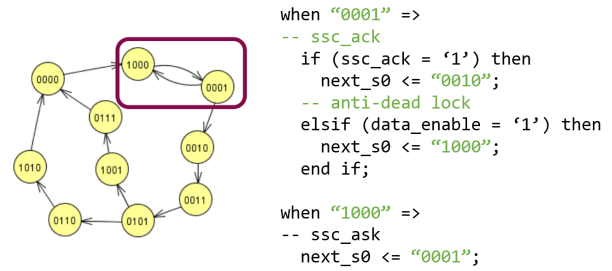 1000
0000
0001
0111
0010
1010
1001
0011
0110
0101
when “0001” =>
-- ssc_ack
if (ssc_ack = ‘1’) then
next_s0 <= “0010”;
-- anti-dead lock
elsif (data_enable = ‘1’) then
next_s0 <= “1000”;
end if;
when “1000” =>
-- ssc_ask
next_s0 <= “0001”;